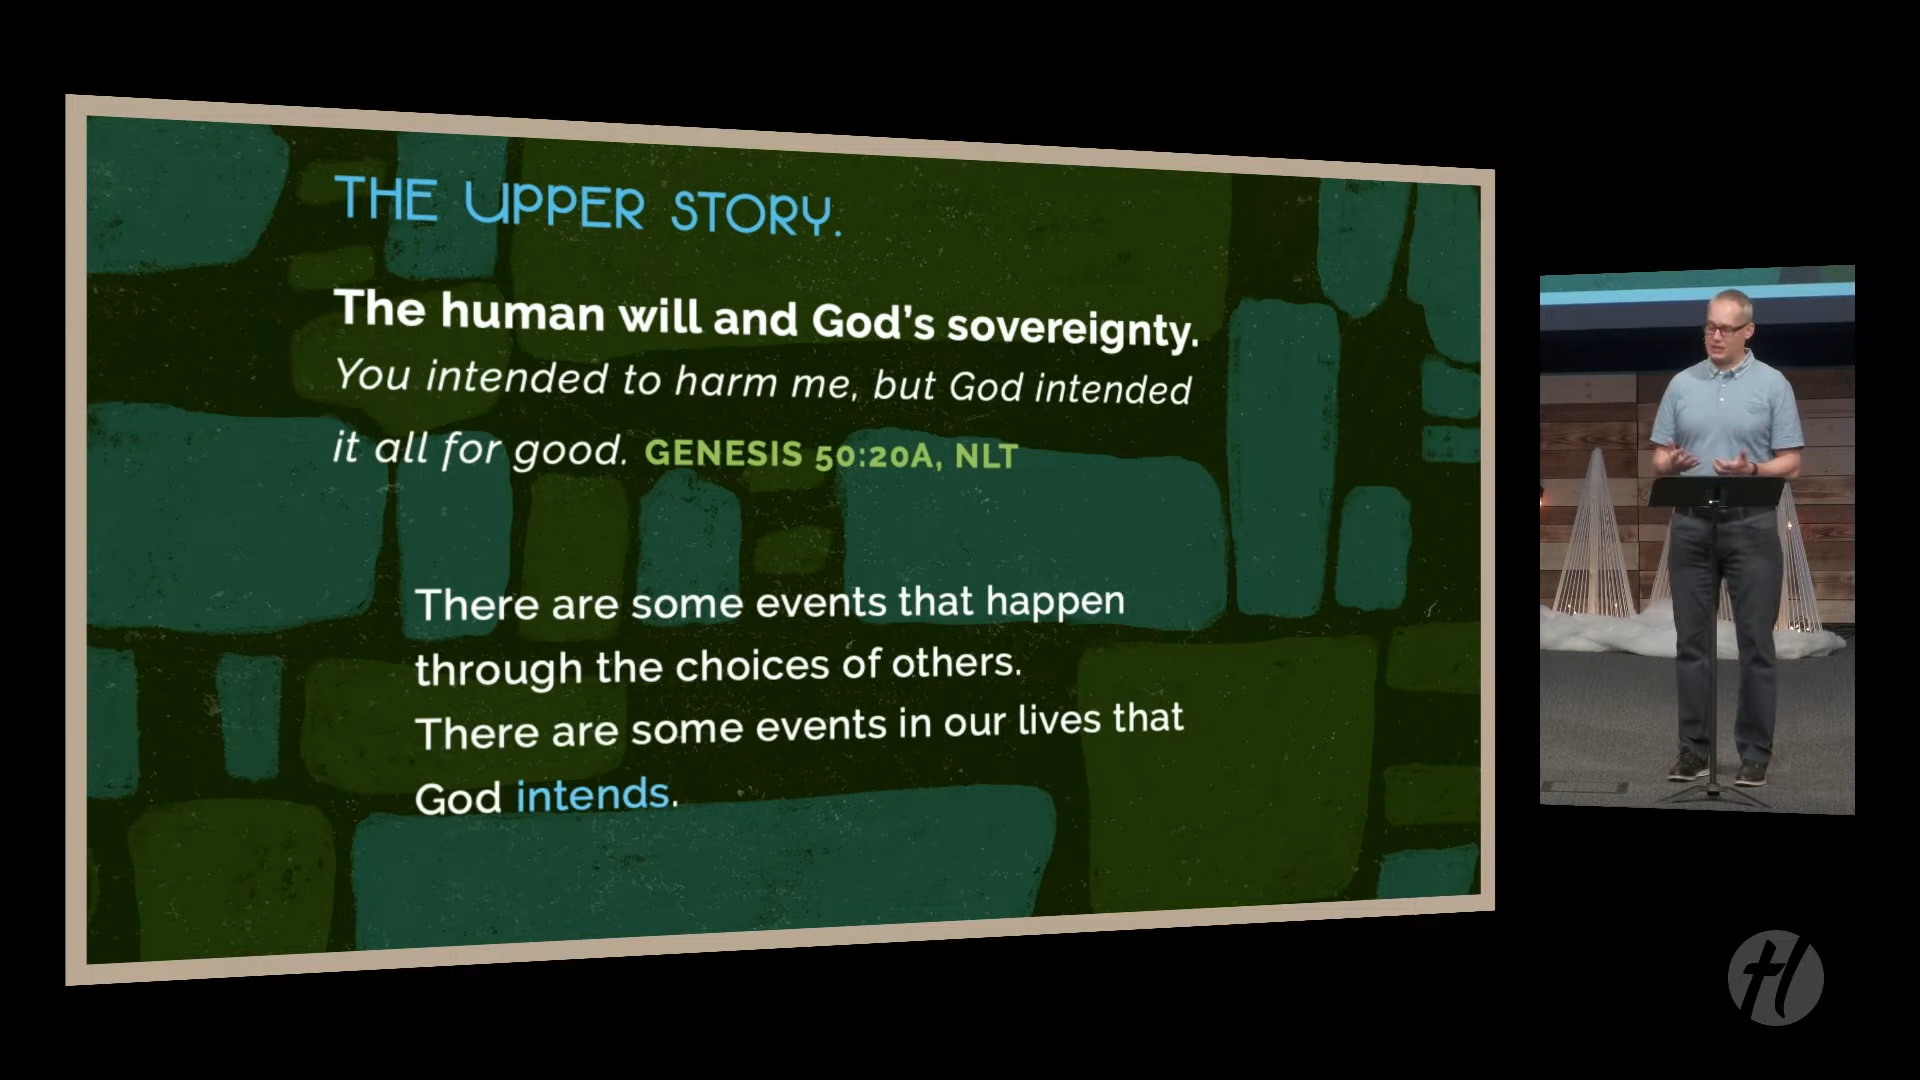 THE UPPER STORY.
The human will and God's sovereignty.
You intended to harm me, but God intended
it all for good. GENESIS 50:20A, NLT
There are some events that happen
through the choices of others.
There are some events in our lives that
God intends.